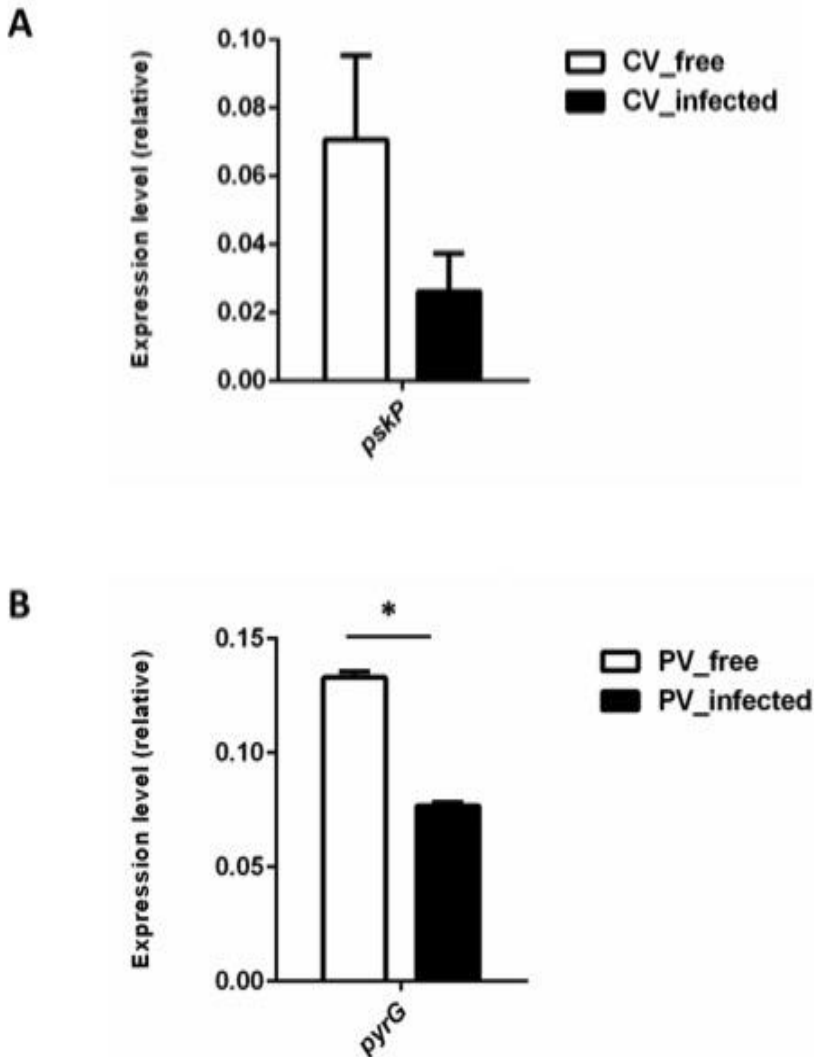 A
Expression level (relative)
0.10
0.08
0.06
0.04
0.02
0.00
pskP
CV_free
CV_infected
B
Expression level (relative)
*
0.15
0.10
0.05
0.00
pyrG
PV_free
PV_infected